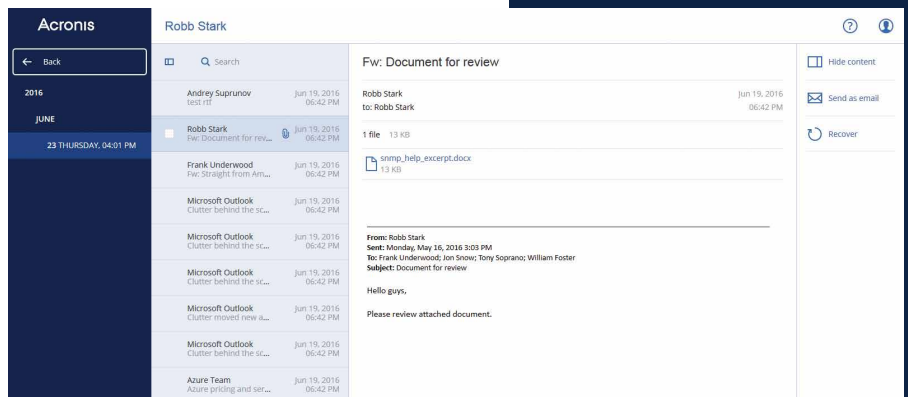 Acronis
Robb Stark
Back
2016
JUNE
23 THURSDAY, 04:01 PM
Search
Andrey Suprunov Jun 19, 2016
test rtf 06:42 PM
Robb Stark Jun 19, 2016
Fw: Document for rev... 06:42 PM
Frank Underwood Jun 19, 2016
Fw: Straight from Am... 06:42 PM
Microsoft Outlook Jun 19, 2016
Clutter behind the sc... 06:42 PM
Microsoft Outlook Jun 19, 2016
Clutter behind the sc... 06:42 PM
Microsoft Outlook Jun 19, 2016
Clutter behind the sc... 06:42 PM
Microsoft Outlook Jun 19, 2016
Clutter moved new a... 06:42 PM
Microsoft Outlook Jun 19, 2016
Clutter behind the sc... 06:42 PM
Azure Team Jun 19, 2016
Azure pricing and ser... 06:42 PM
Fw: Document for review
Robb Stark Jun 19, 2016
to: Robb Stark 06:42 PM
1 file 13 KB
snmp_help_excerpt.docx
13 KB
From: Robb Stark
Sent: Monday, May 16, 2016 3:03 PM
To: Frank Underwood; Jon Snow; Tony Soprano; William Foster
Subject: Document for review
Hello guys,
Please review attached document.
?
Hide content
Send as email
Recover